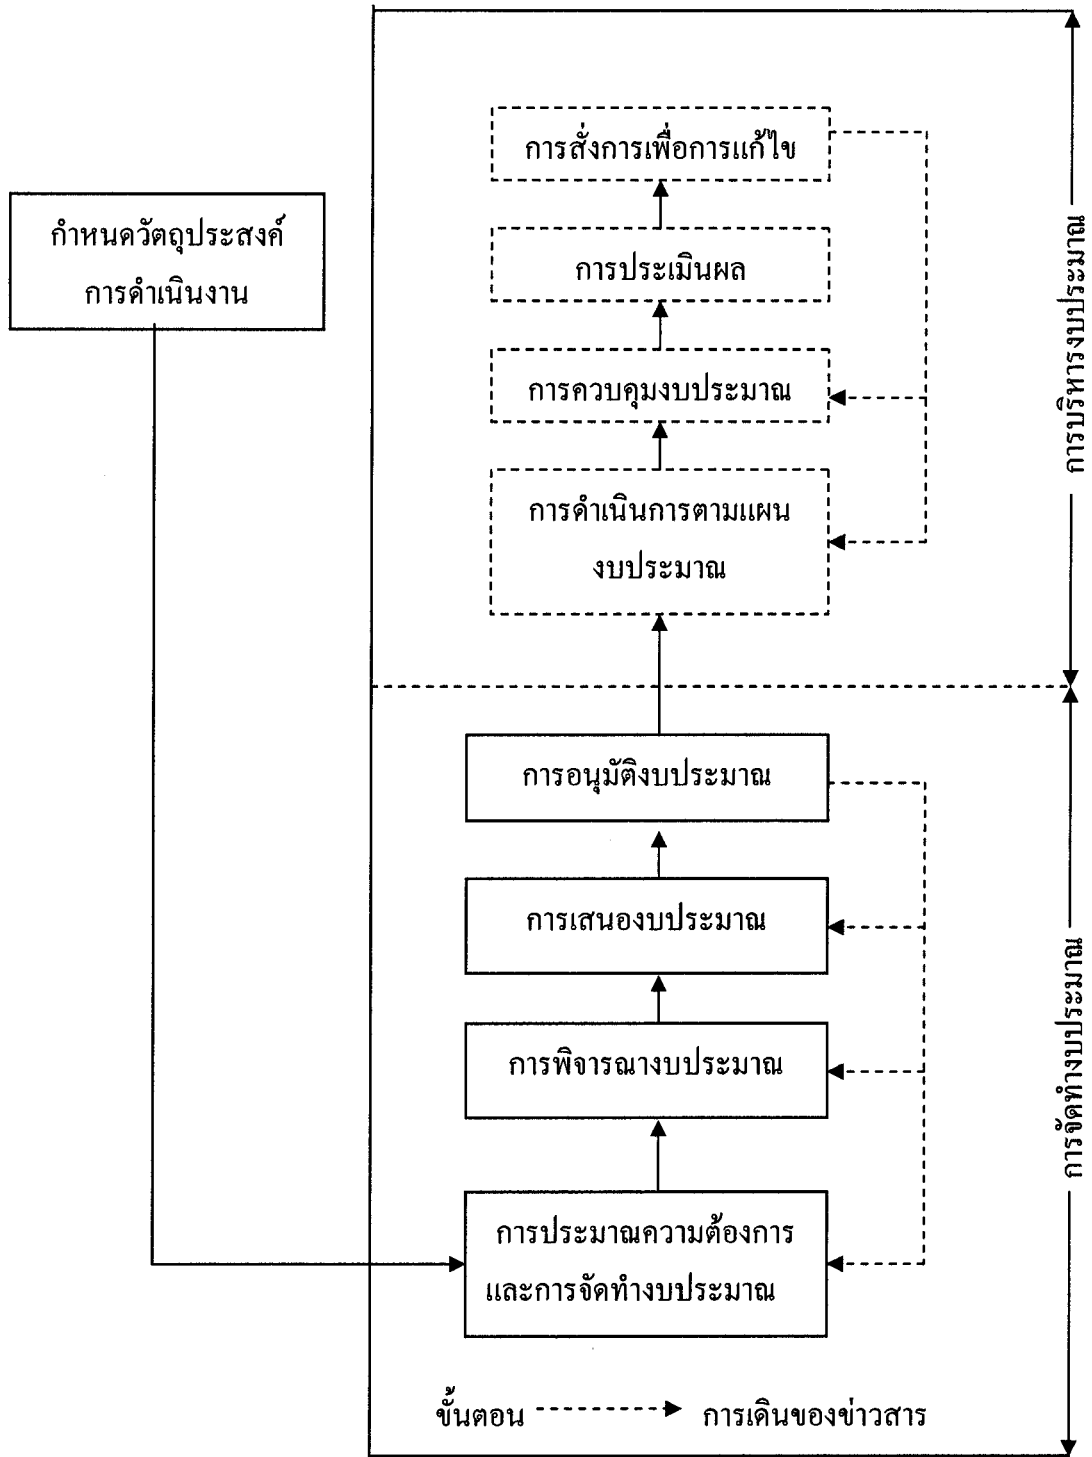 การสั่งการเพื่อการแก้ไข
กำหนดวัตถุประสงค์
การดำเนินงาน
การประเมินผล
การควบคุมงบประมาณ
การดำเนินการตามแผน
งบประมาณ
การบริหารงบประมาณ
การอนุมัติงบประมาณ
การเสนองบประมาณ
การพิจารณางบประมาณ
การประมาณความต้องการ
และการจัดทำงบประมาณ
การจัดทำงบประมาณ
ขั้นตอน การเดินของข่าวสาร